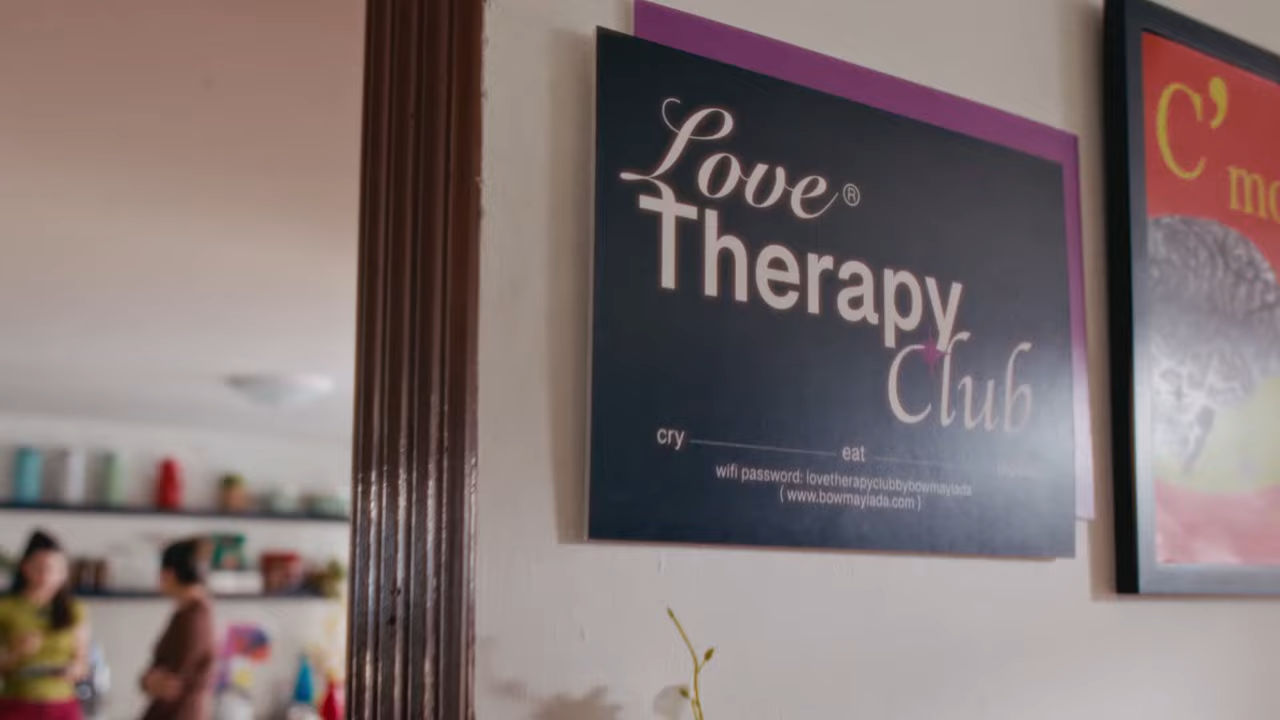 Love®
Therapy
Club
cry eat
wifi password: lovetherapyclubbybowmaylada
( www.bowmaylada.com )
C'